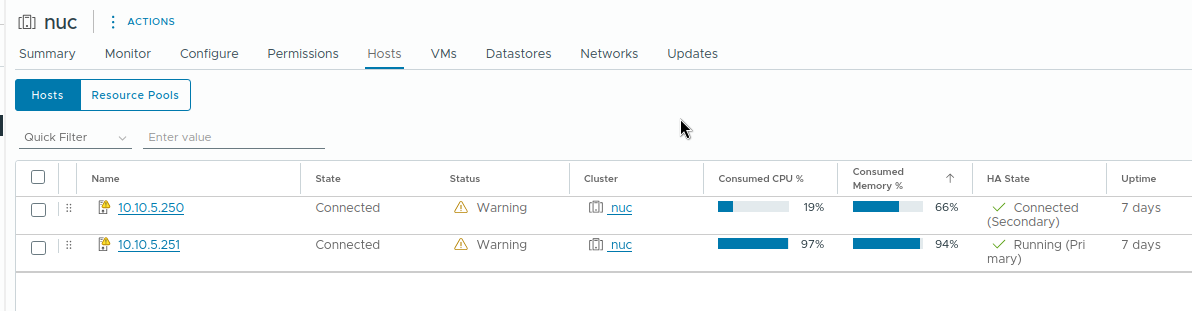 nuc ACTIONS
Summary Monitor Configure Permissions Hosts VMs Datastores Networks Updates
Hosts Resource Pools
Quick Filter Enter value
Name State Status Cluster Consumed CPU % Consumed Memory % HA State Uptime
10.10.5.250 Connected Warning nuc 19% 66% Connected (Secondary) 7 days
10.10.5.251 Connected Warning nuc 97% 94% Running (Pri
mary) 7 days